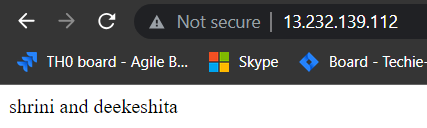 Not secure | 13.232.139.112
TH0 board - Agile B... Skype Board - Techie-
shrini and deekeshita